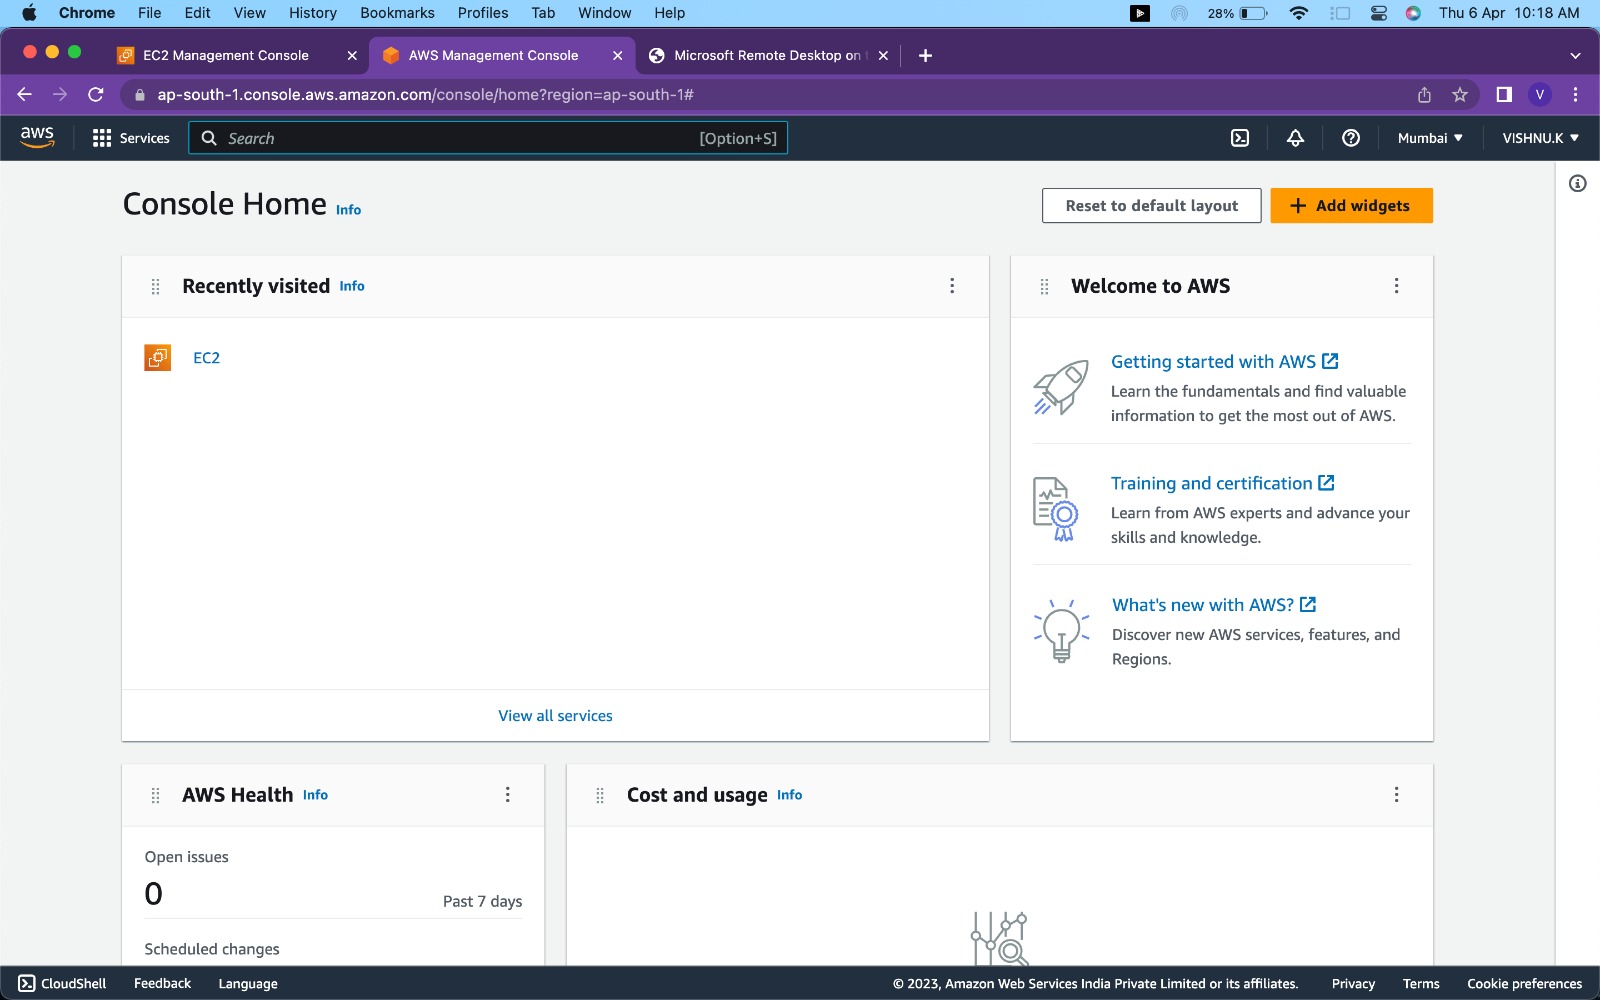 Chrome File Edit View History Bookmarks Profiles Tab Window Help 28% Thu 6 Apr 10:18 AM
EC2 Management Console AWS Management Console Microsoft Remote Desktop on
ap-south-1.console.aws.amazon.com/console/home?region=ap-south-1# V
aws Services Search [Option+S] Mumbai VISHNU.K
Console Home Info Reset to default layout Add widgets
Recently visited Info
EC2
View all services
Welcome to AWS
Getting started with AWS
Learn the fundamentals and find valuable
information to get the most out of AWS.
Training and certification
Learn from AWS experts and advance your
skills and knowledge.
What's new with AWS?
Discover new AWS services, features, and
Regions.
AWS Health Info
Open issues
0 Past 7 days
Scheduled changes
Cost and usage Info
CloudShell Feedback Language © 2023, Amazon Web Services India Private Limited or its affiliates. Privacy Terms Cookie preferences